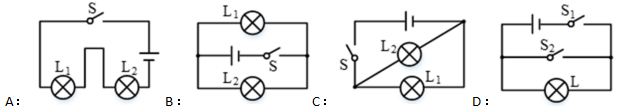 A： S L₁ L₂
B： L₁ S L₂
C： S L₂ L₁
D： S₁ S₂ L